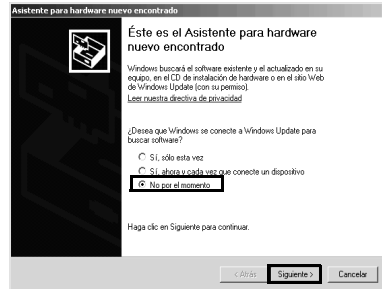 Asistente para hardware nuevo encontrado
Éste es el Asistente para hardware
nuevo encontrado
Windows buscará el software existente y el actualizado en su
equipo, en el CD de instalación de hardware o en el sitio Web
de Windows Update (con su permiso).
Leer nuestra directiva de privacidad
¿Desea que Windows se conecte a Windows Update para
buscar software?
Sí, sólo esta vez
Sí, ahora y cada vez que conecte un dispositivo
No por el momento
Haga clic en Siguiente para continuar.
< Atrás
Siguiente >
Cancelar